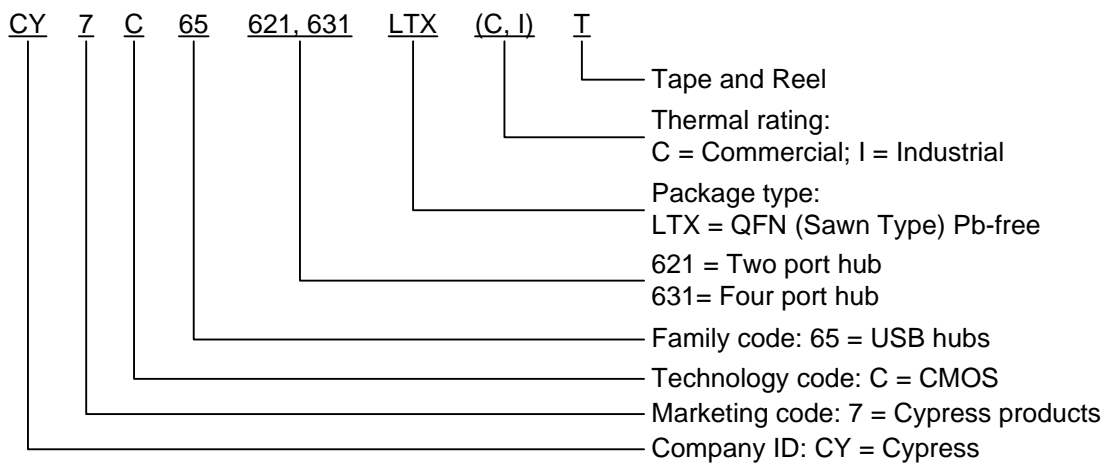 CY 7 C 65 621, 631 LTX (C, I) T
Tape and Reel
Thermal rating:
C = Commercial; I = Industrial
Package type:
LTX = QFN (Sawn Type) Pb-free
621 = Two port hub
631= Four port hub
Family code: 65 = USB hubs
Technology code: C = CMOS
Marketing code: 7 = Cypress products
Company ID: CY = Cypress